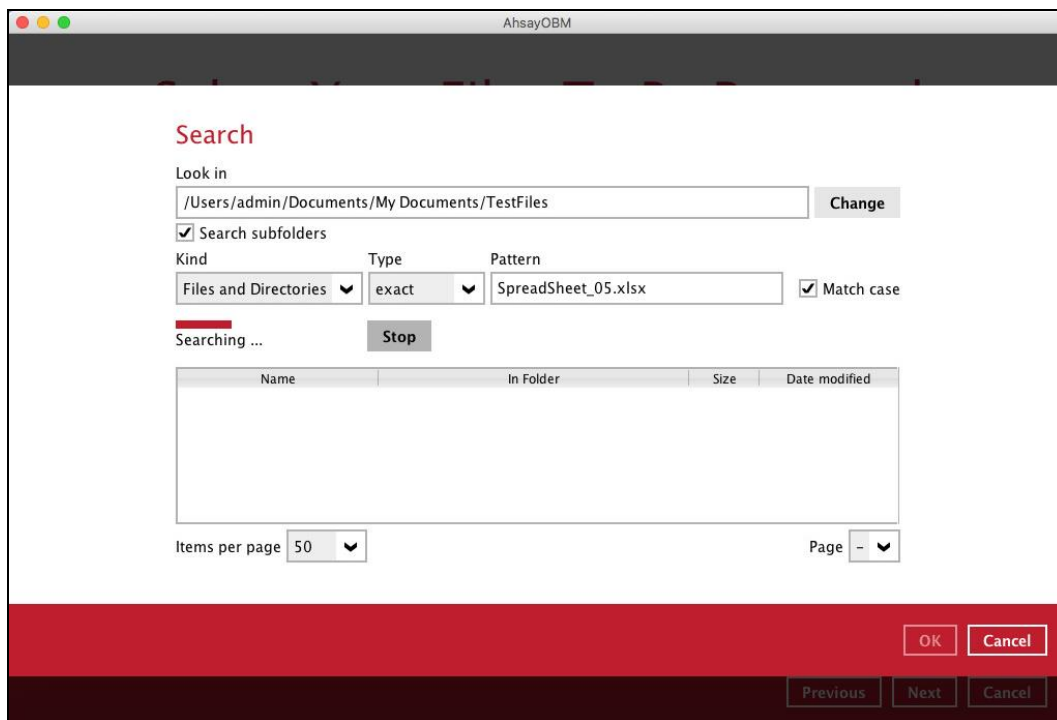 AhsayOBM
Search
Look in
/Users/admin/Documents/My Documents/TestFiles Change
Search subfolders
Kind Type Pattern
Files and Directories exact SpreadSheet_05.xlsx Match case
Searching ... Stop
Name In Folder Size Date modified
Items per page 50 Page -
OK Cancel
Previous Next Cancel